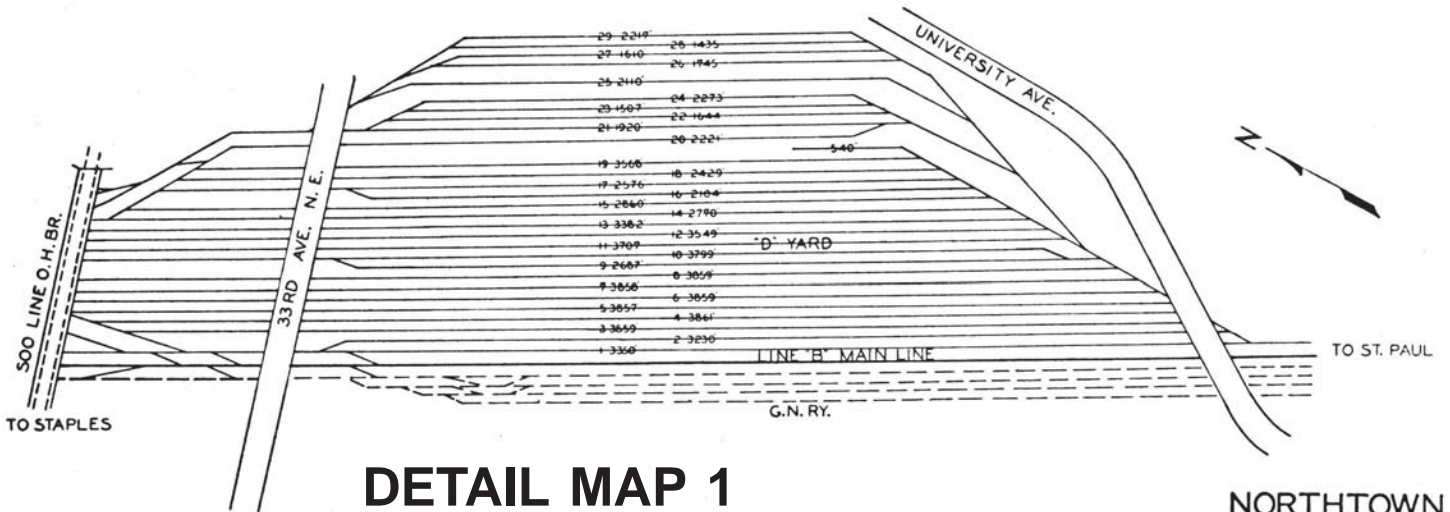 29 2219'
28 1435'
27 1610'
26 1945'
25 2110'
24 2273'
23 1507'
22 1644'
21 1920'
20 2221'
540'
19 3568'
18 2429'
17 2576'
16 2104'
15 2860'
14 2790'
13 3382'
12 3549'
11 3709'
10 3799'
9 2687'
8 3859'
7 3858'
6 3859'
5 3857'
4 3861'
3 3659'
2 3230'
1 3350'
"D" YARD
UNIVERSITY AVE.
N
SOO LINE O. H. BR.
33RD AVE. N. E.
LINE "B" MAIN LINE
TO ST. PAUL
G.N. RY.
TO STAPLES
DETAIL MAP 1
NORTHTOWN